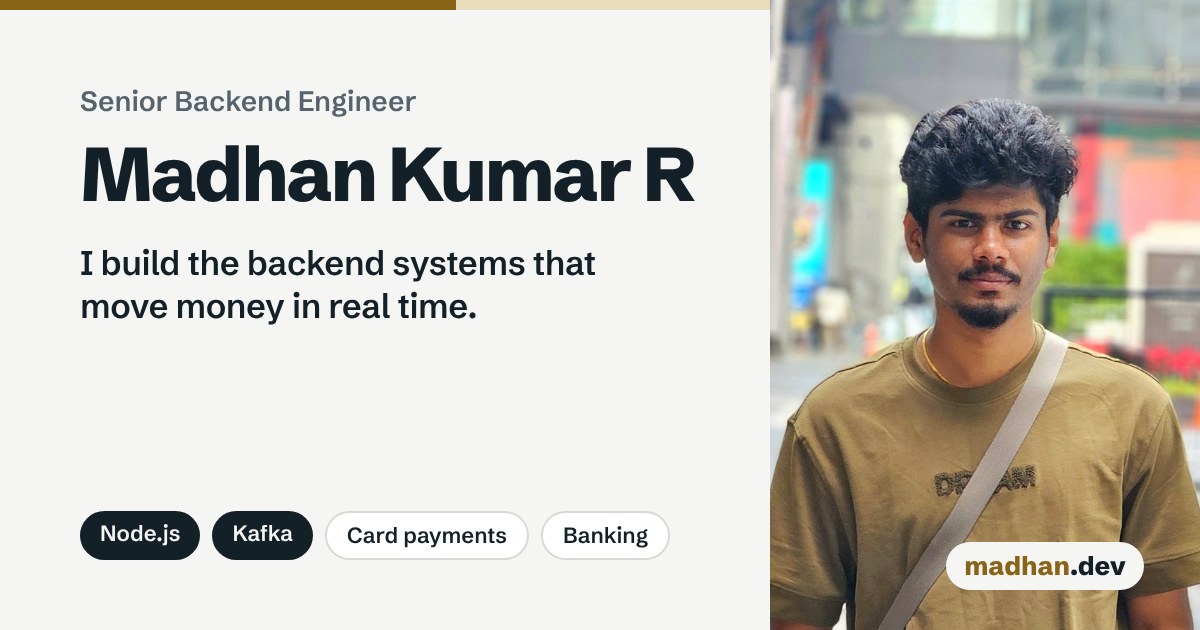 Senior Backend Engineer
Madhan Kumar R
I build the backend systems that
move money in real time.
Node.js
Kafka
Card payments
Banking
madhan.dev